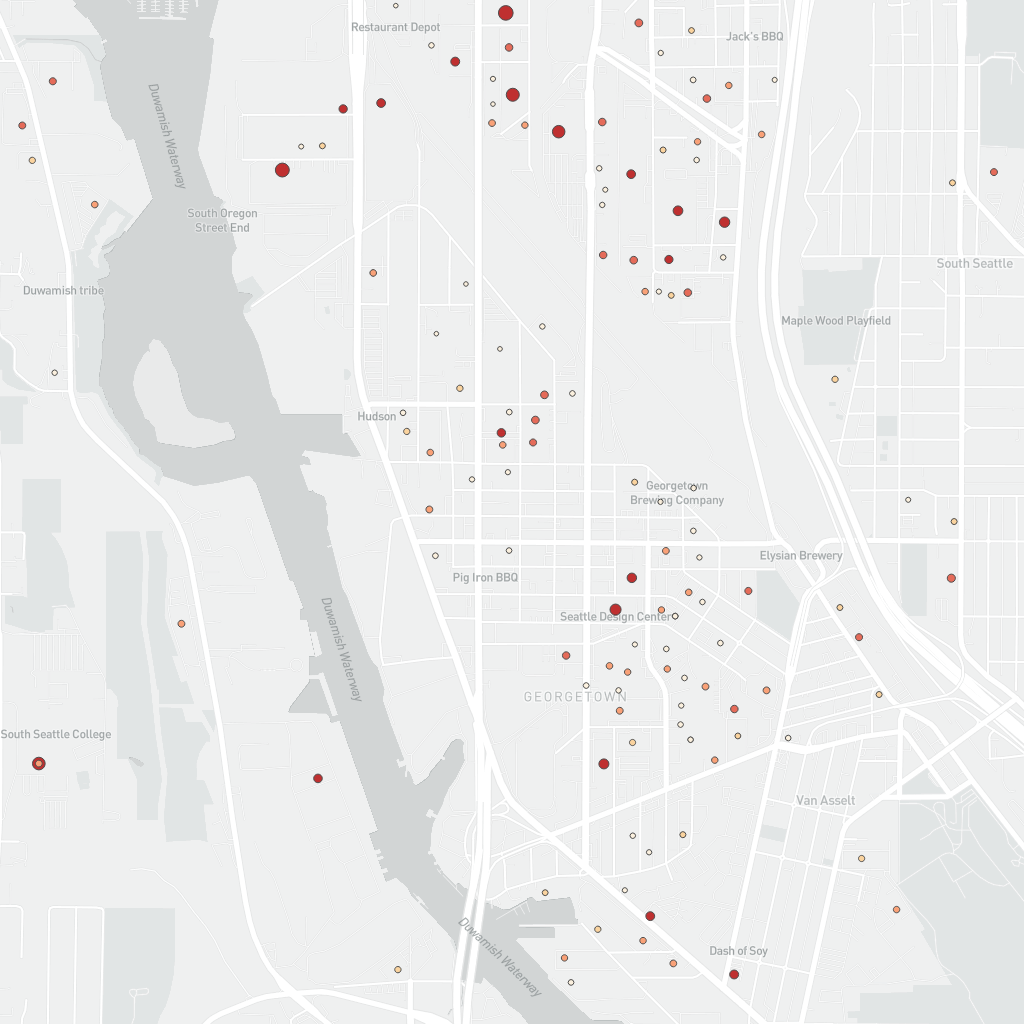 Restaurant Depot
Jack's BBQ
Duwamish Waterway
South Oregon
Street End
South Seattle
Duwamish tribe
Maple Wood Playfield
Hudson
Georgetown
Brewing Company
Elysian Brewery
Pig Iron BBQ
Seattle Design Center
Duwamish Waterway
GEORGETOWN
South Seattle College
Van Asselt
Dash of Soy
Duwamish Waterway